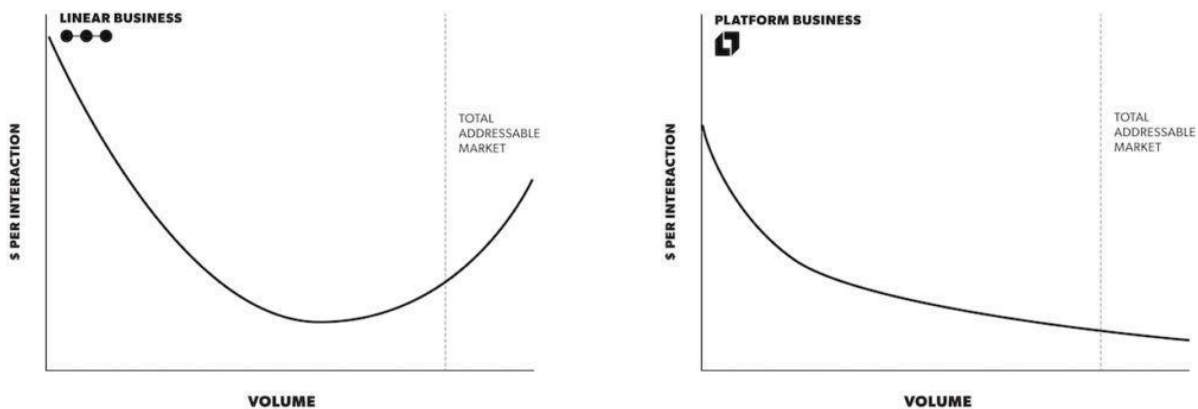 LINEAR BUSINESS
$ PER INTERACTION
TOTAL
ADDRESSABLE
MARKET
VOLUME
PLATFORM BUSINESS
$ PER INTERACTION
TOTAL
ADDRESSABLE
MARKET
VOLUME